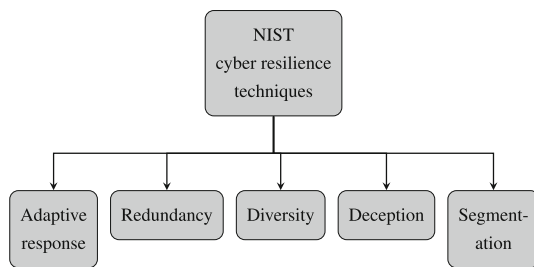 NIST
cyber resilience
techniques
Adaptive
response
Redundancy
Diversity
Deception
Segment-
ation